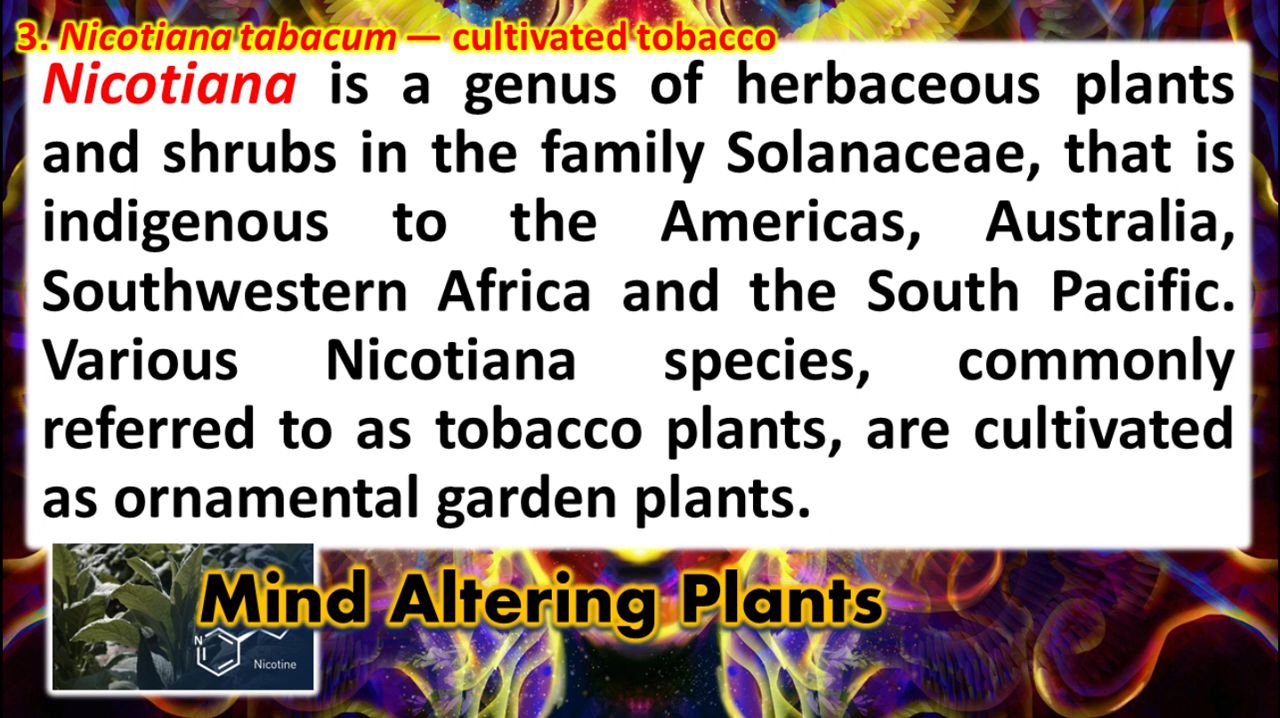 3. Nicotiana tabacum — cultivated tobacco
Nicotiana is a genus of herbaceous plants
and shrubs in the family Solanaceae, that is
indigenous to the Americas, Australia,
Southwestern Africa and the South Pacific.
Various Nicotiana species, commonly
referred to as tobacco plants, are cultivated
as ornamental garden plants.
Mind Altering Plants
N
Nicotine